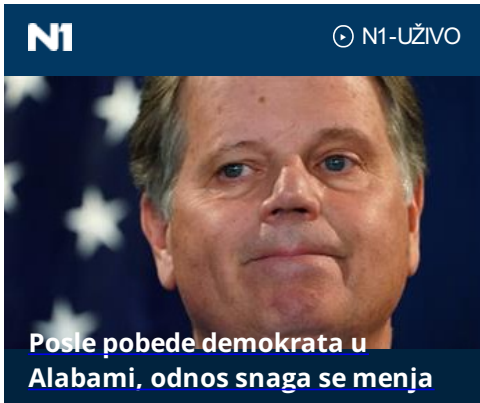 N1
N1-UŽIVO
Posle pobede demokrata u
Alabami, odnos snaga se menja